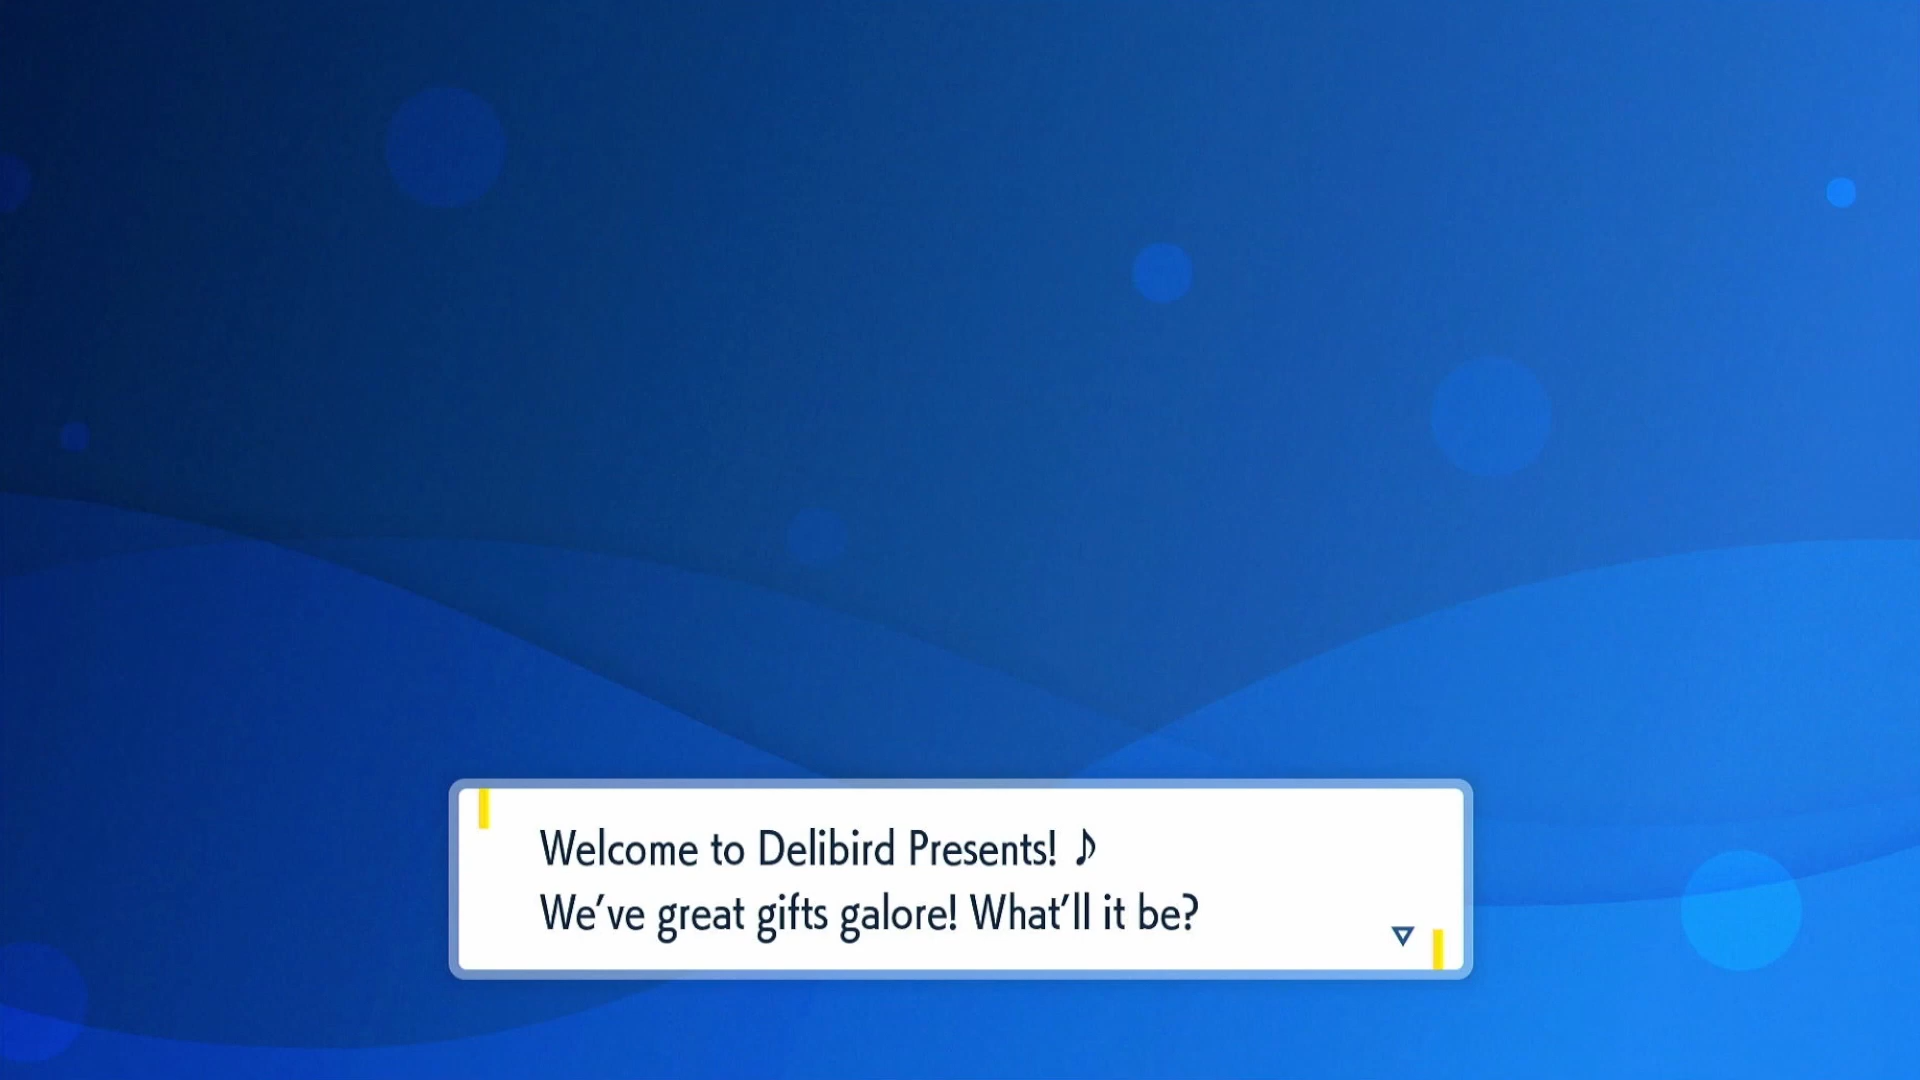 Welcome to Delibird Presents! ♪
We've great gifts galore! What'll it be?